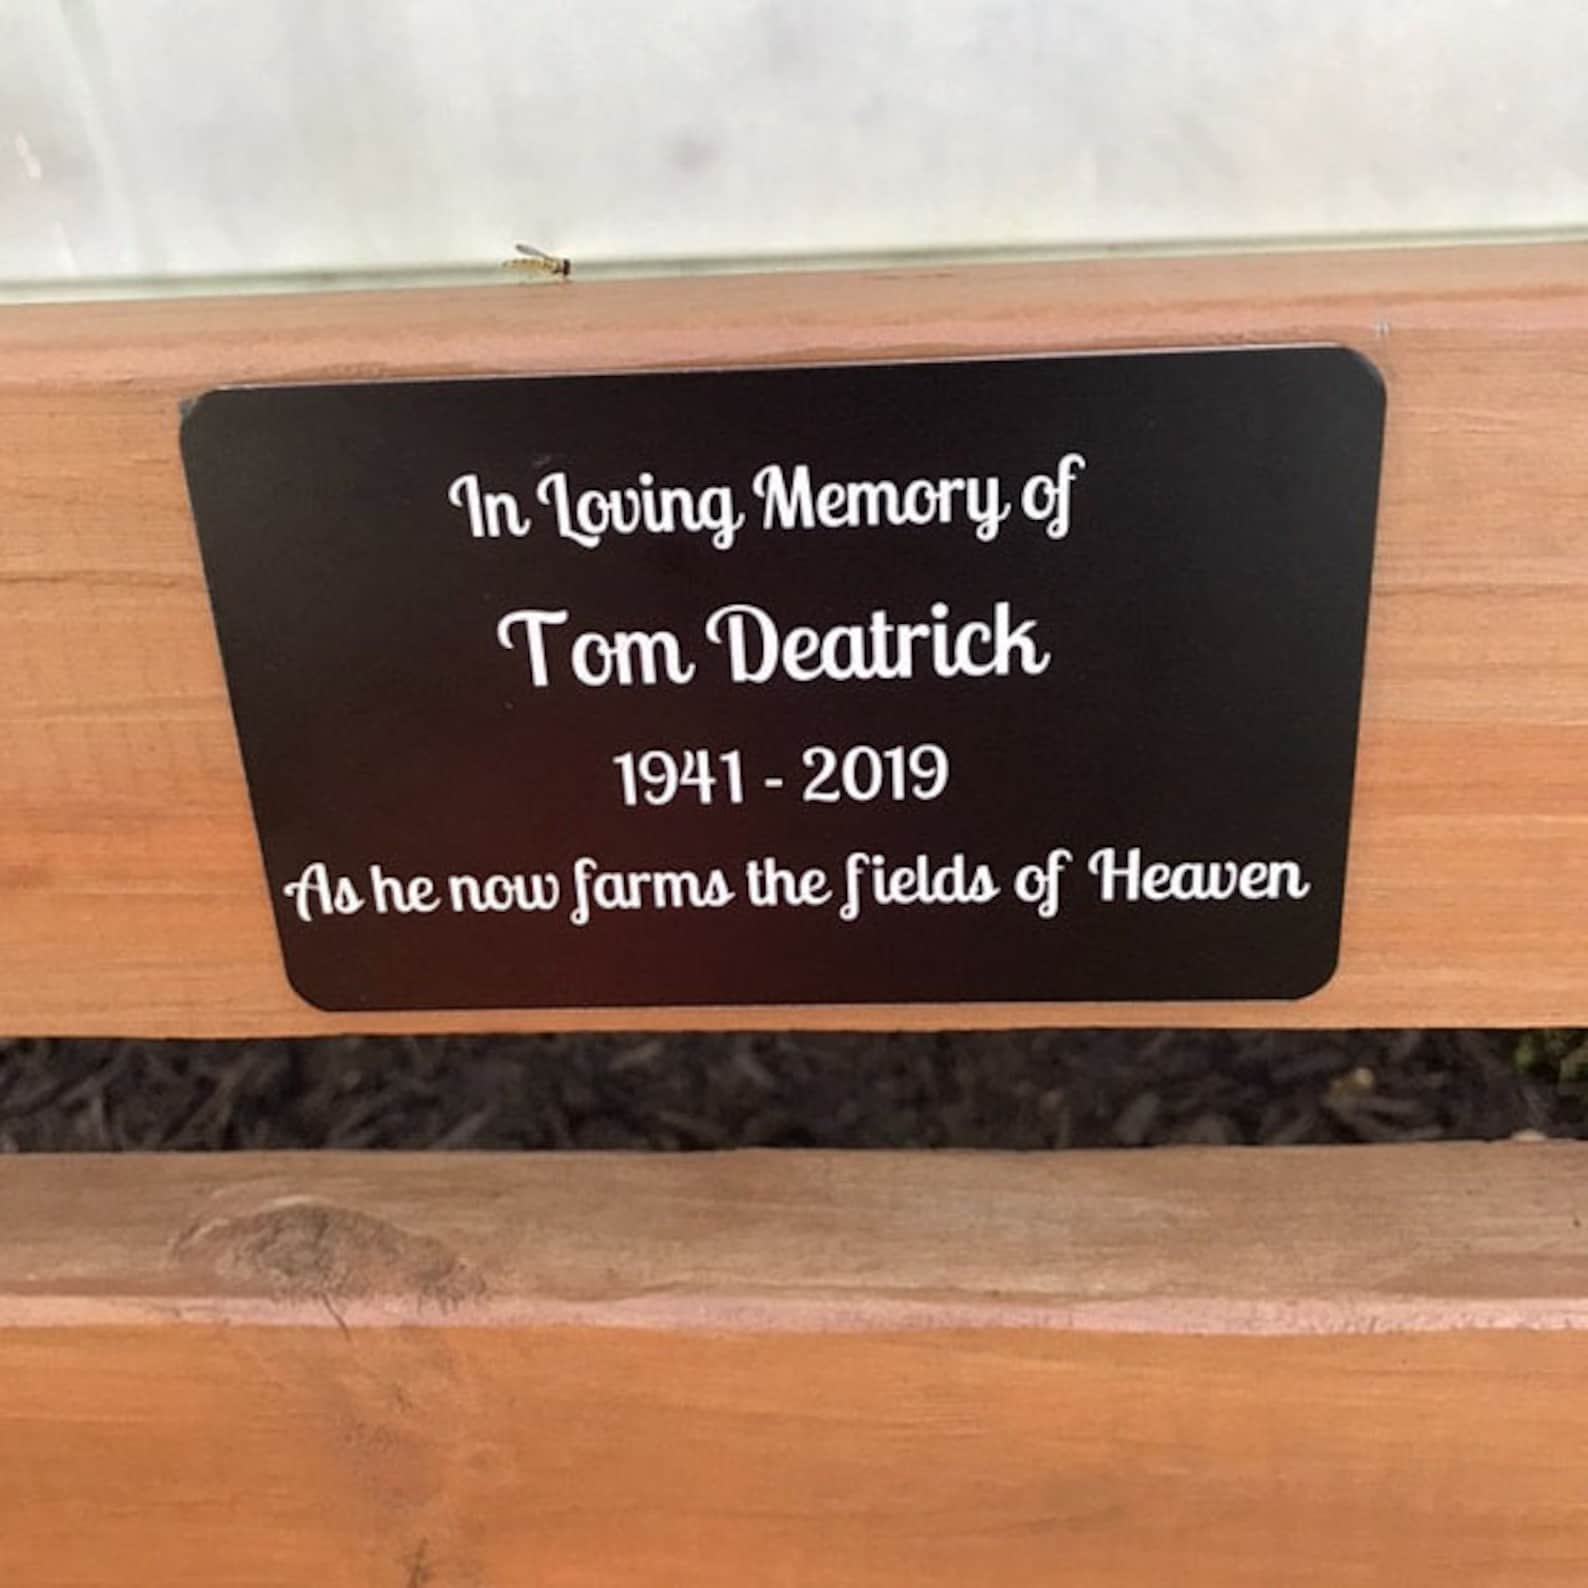 In Loving Memory of
Tom Deatrick
1941 - 2019
As he now farms the fields of Heaven